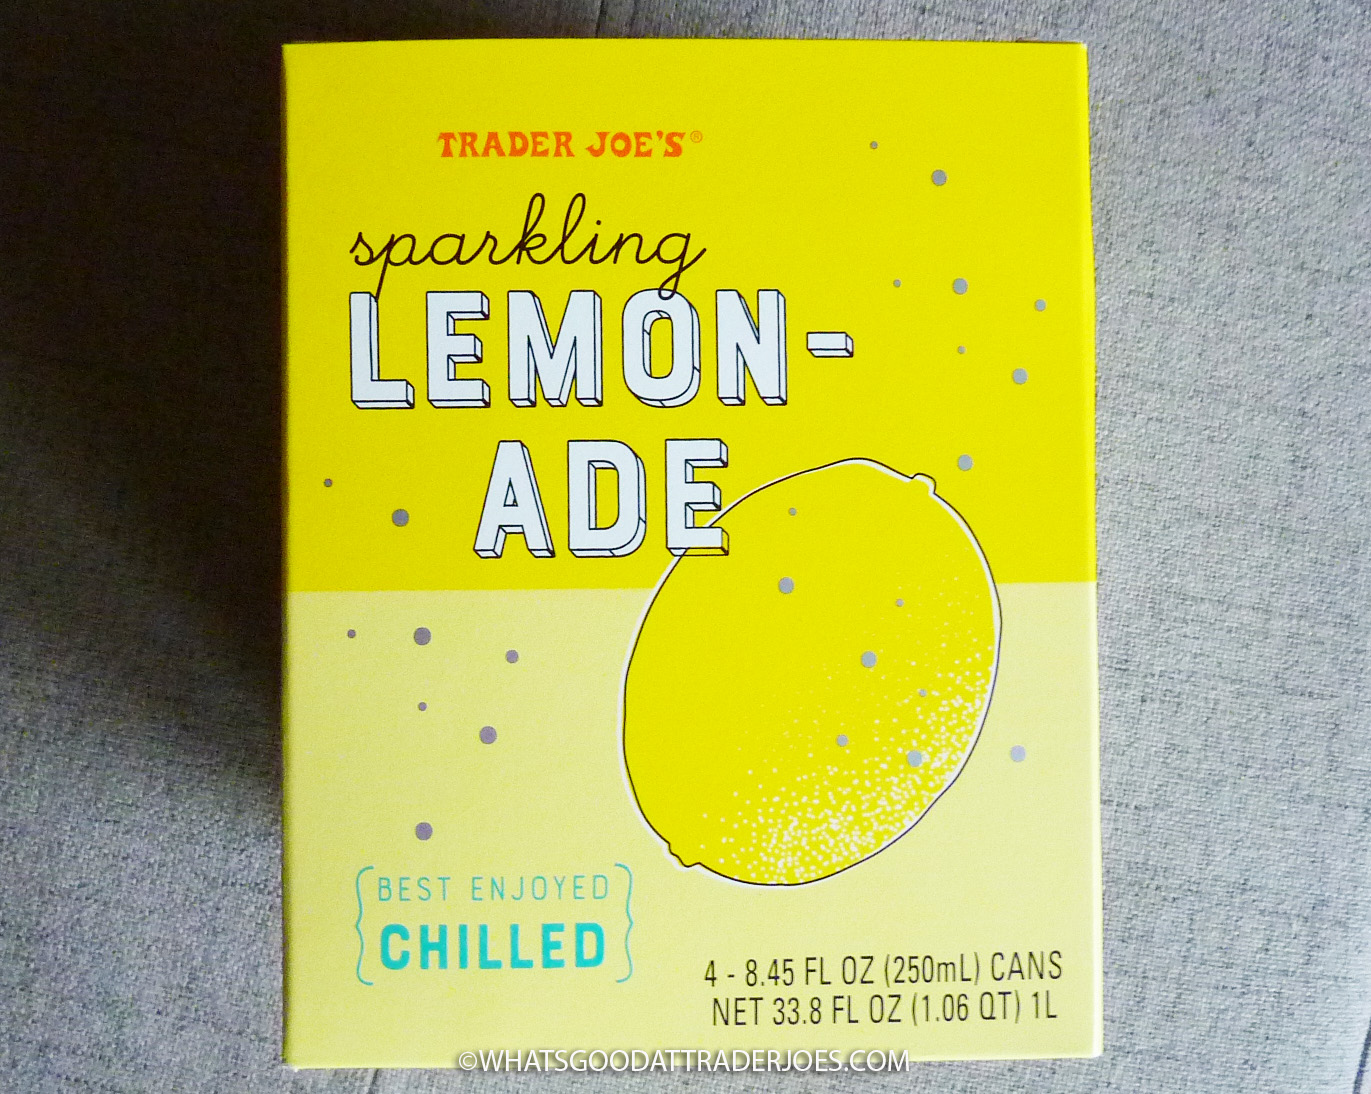 TRADER JOE'S®
sparkling
LEMON-
ADE
BEST ENJOYED
CHILLED
4 - 8.45 FL OZ (250mL) CANS
NET 33.8 FL OZ (1.06 QT) 1L
©WHATSGOODATTRADERJOES.COM